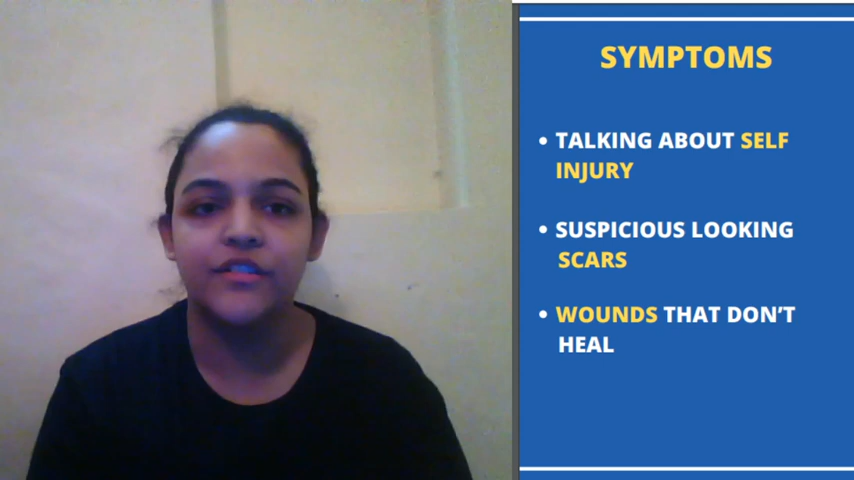 SYMPTOMS
• TALKING ABOUT SELF
INJURY
• SUSPICIOUS LOOKING
SCARS
• WOUNDS THAT DON'T
HEAL